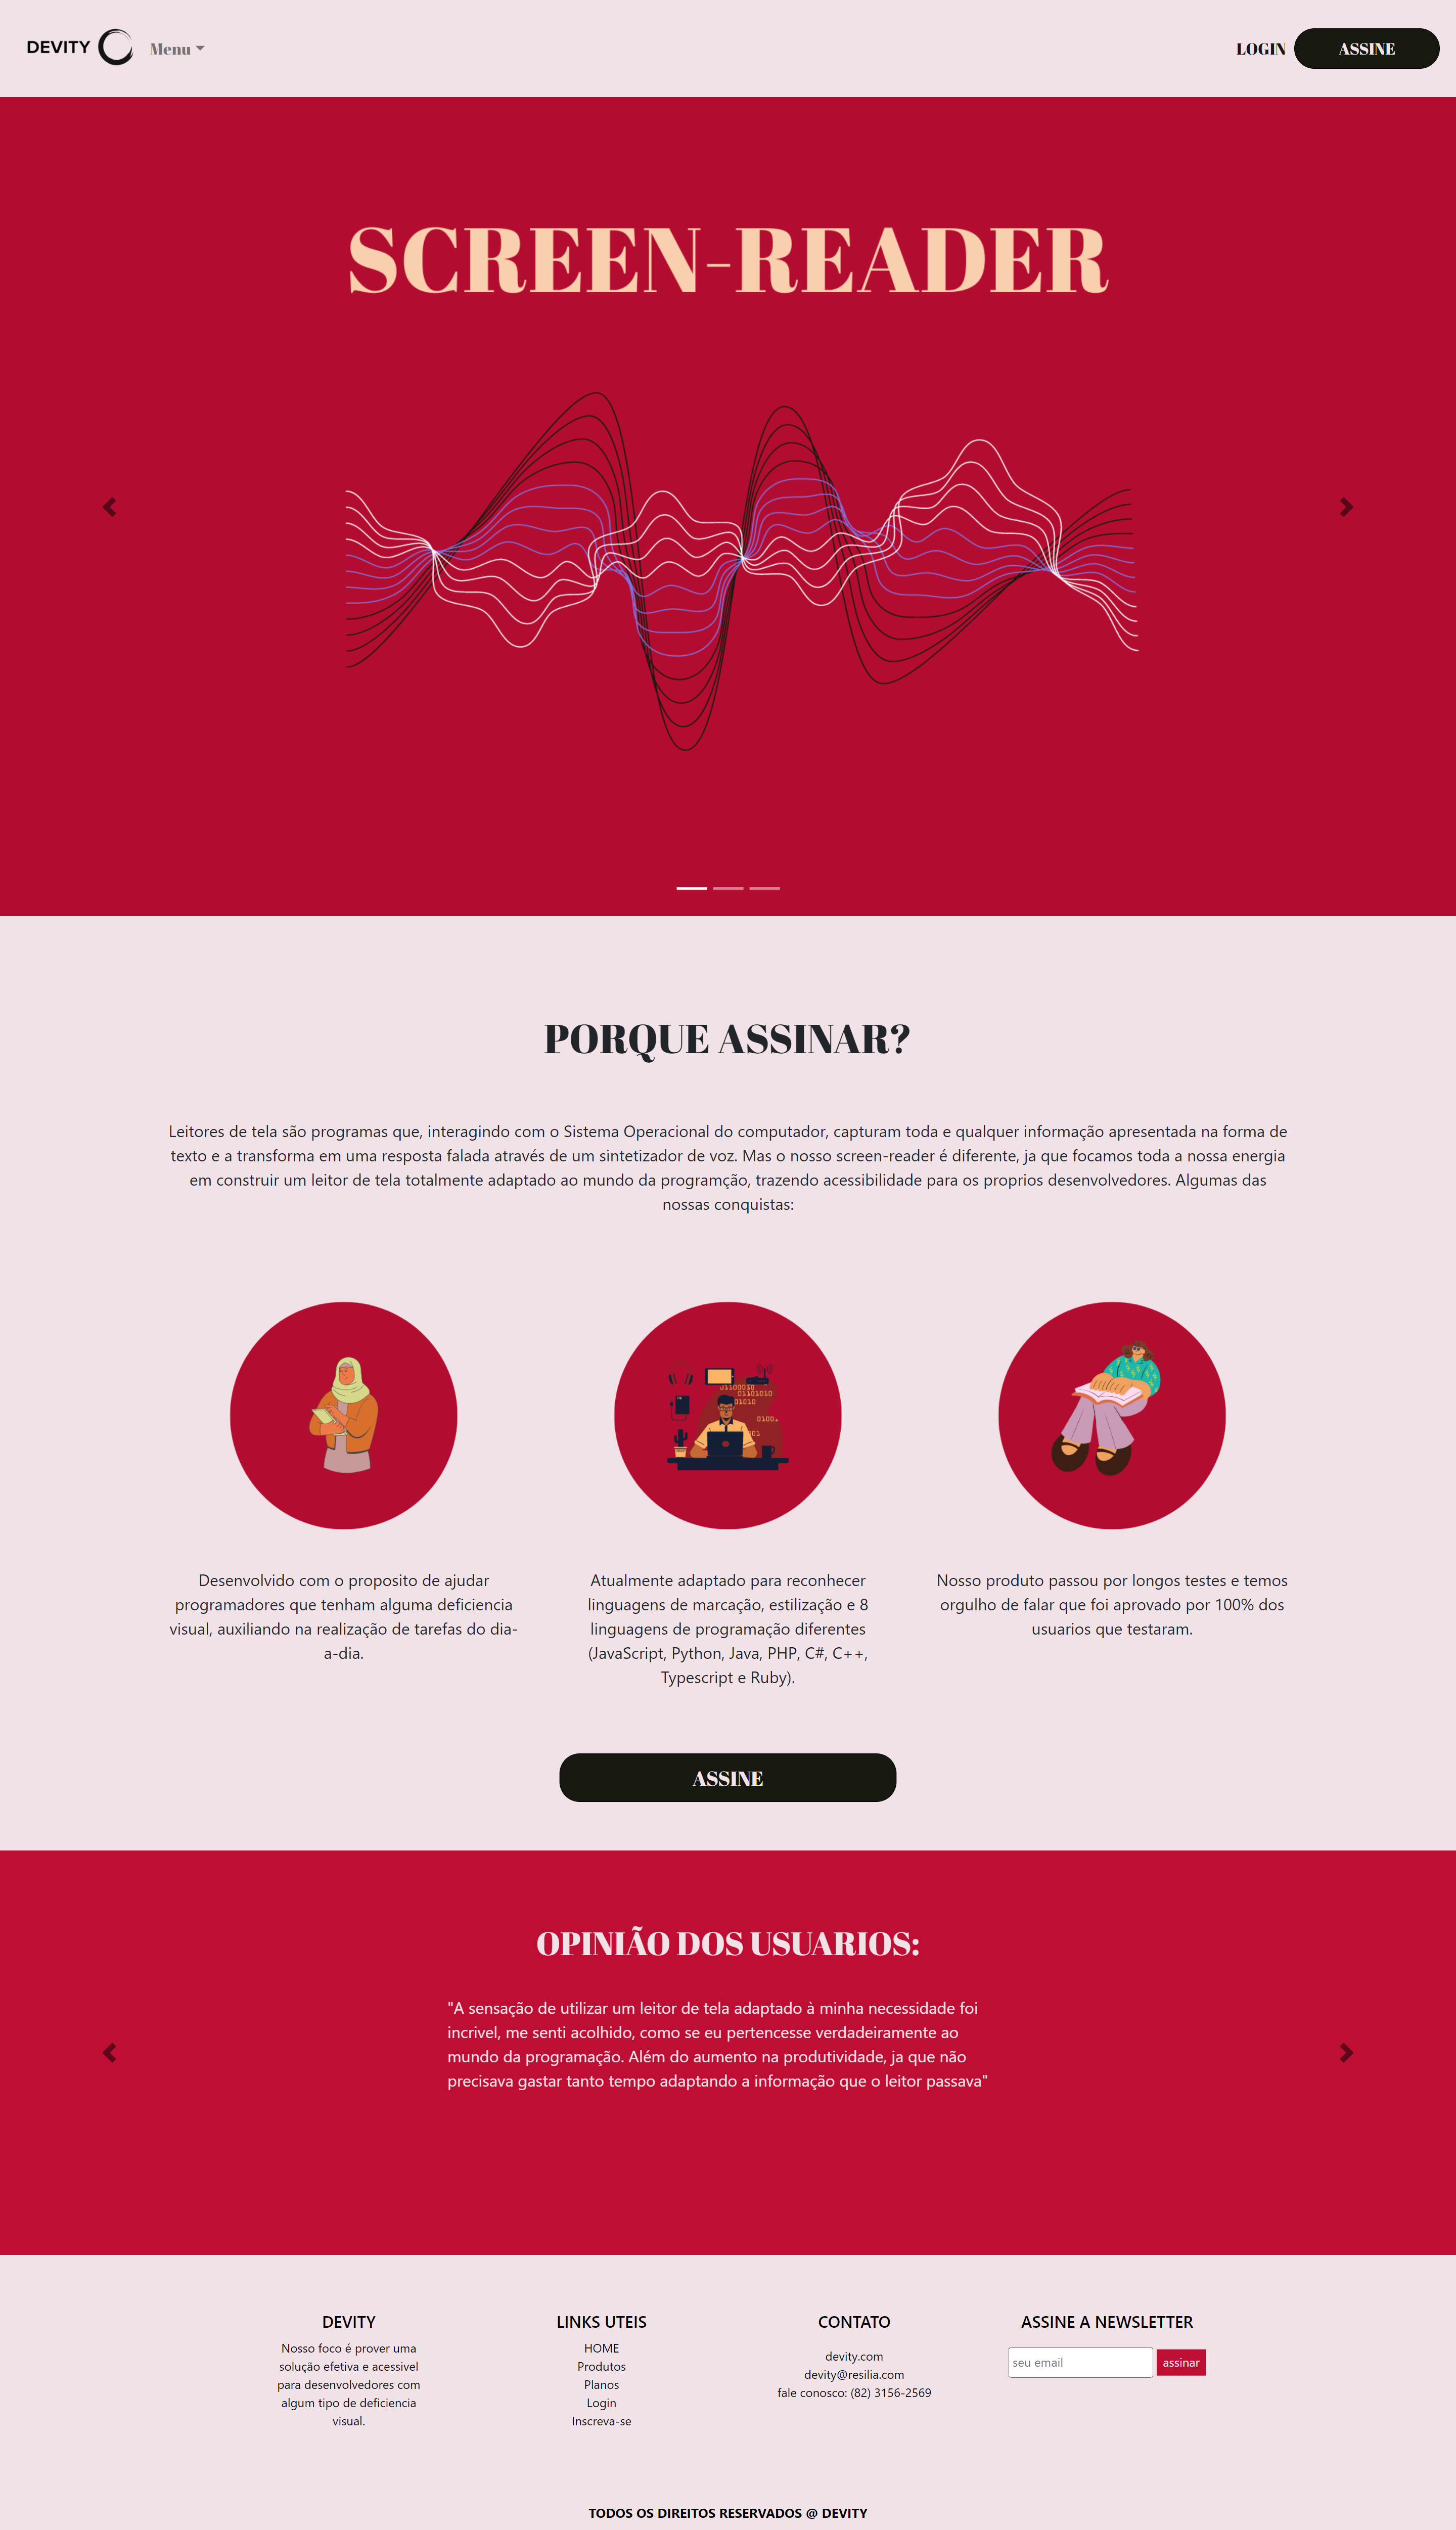 DEVITY
Menu
LOGIN
ASSINE
SCREEN-READER
PORQUE ASSINAR?
Leitores de tela são programas que, interagindo com o Sistema Operacional do computador, capturam toda e qualquer informação apresentada na forma de
texto e a transforma em uma resposta falada através de um sintetizador de voz. Mas o nosso screen-reader é diferente, ja que focamos toda a nossa energia
em construir um leitor de tela totalmente adaptado ao mundo da programção, trazendo acessibilidade para os proprios desenvolvedores. Algumas das
nossas conquistas:
01100010
01101010
01010
01001
001
Desenvolvido com o proposito de ajudar
programadores que tenham alguma deficiencia
visual, auxiliando na realização de tarefas do dia-
a-dia.
Atualmente adaptado para reconhecer
linguagens de marcação, estilização e 8
linguagens de programação diferentes
(JavaScript, Python, Java, PHP, C#, C++,
Typescript e Ruby).
Nosso produto passou por longos testes e temos
orgulho de falar que foi aprovado por 100% dos
usuarios que testaram.
ASSINE
OPINIÃO DOS USUARIOS:
"A sensação de utilizar um leitor de tela adaptado à minha necessidade foi
incrivel, me senti acolhido, como se eu pertencesse verdadeiramente ao
mundo da programação. Além do aumento na produtividade, ja que não
precisava gastar tanto tempo adaptando a informação que o leitor passava"
DEVITY
Nosso foco é prover uma
solução efetiva e acessivel
para desenvolvedores com
algum tipo de deficiencia
visual.
LINKS UTEIS
HOME
Produtos
Planos
Login
Inscreva-se
CONTATO
devity.com
devity@resilia.com
fale conosco: (82) 3156-2569
ASSINE A NEWSLETTER
seu email
assinar
TODOS OS DIREITOS RESERVADOS @ DEVITY